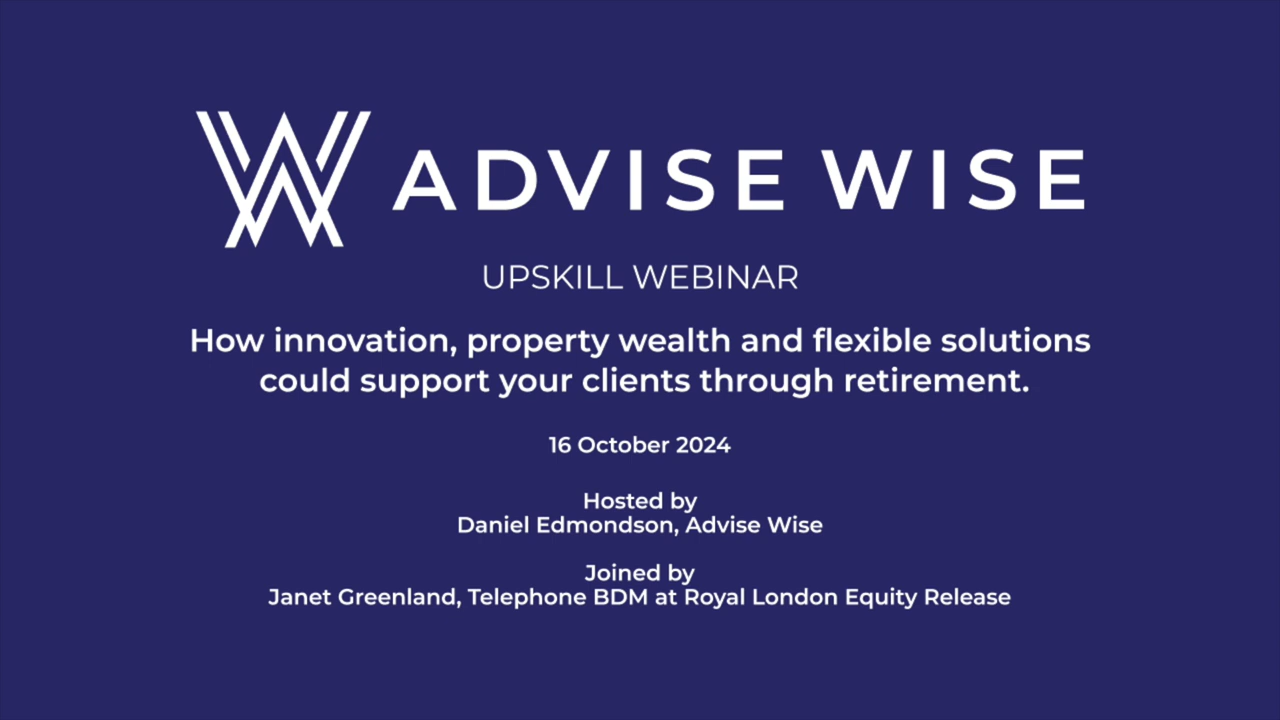 ADVISE WISE
UPSKILL WEBINAR
How innovation, property wealth and flexible solutions
could support your clients through retirement.
16 October 2024
Hosted by
Daniel Edmondson, Advise Wise
Joined by
Janet Greenland, Telephone BDM at Royal London Equity Release